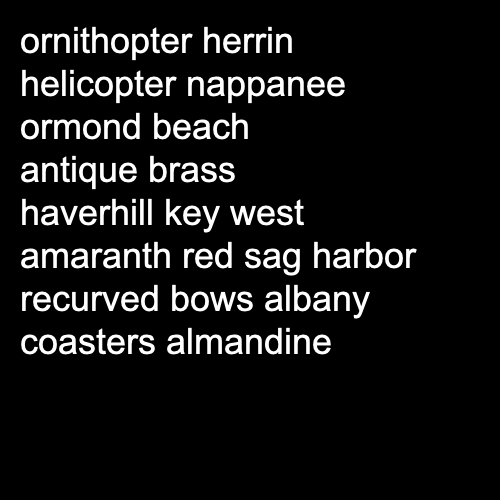 ornithopter herrin
helicopter nappanee
ormond beach
antique brass
haverhill key west
amaranth red sag harbor
recurved bows albany
coasters almandine